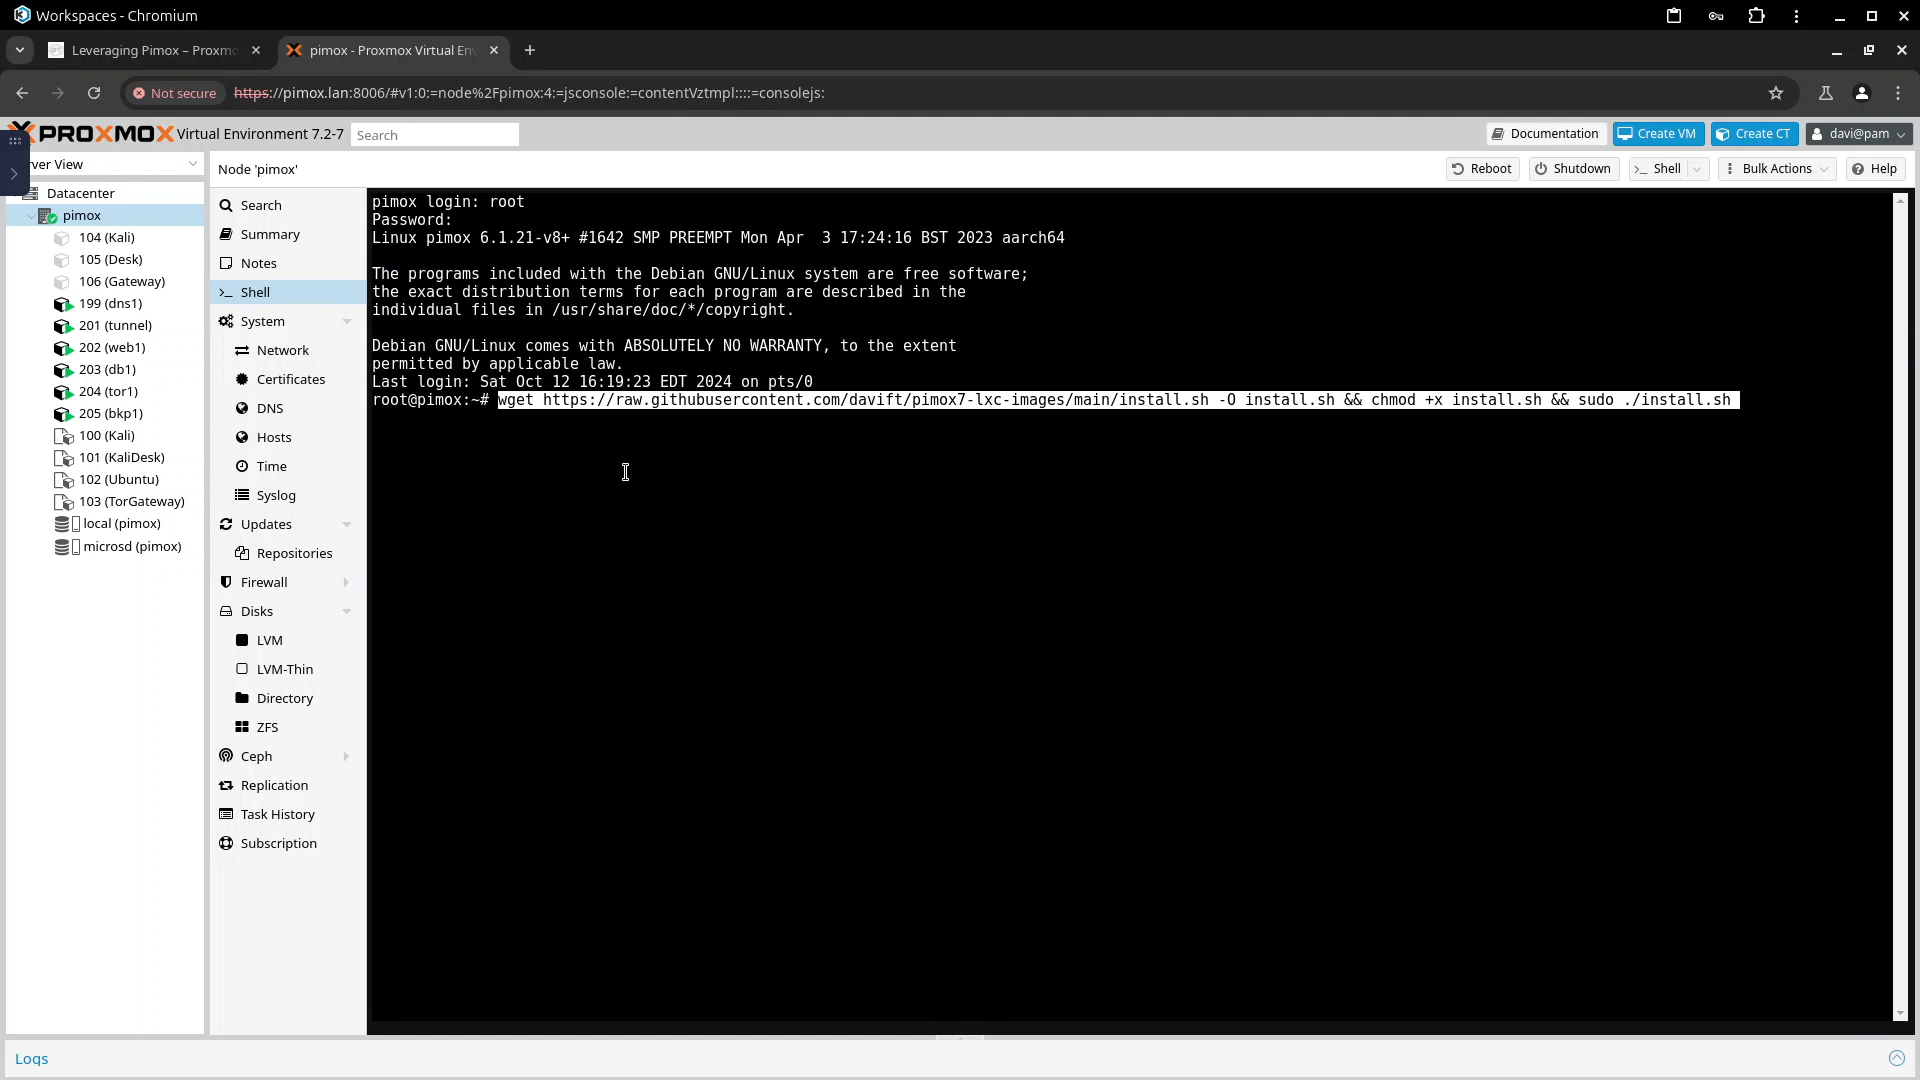 Workspaces - Chromium
Leveraging Pimox – Proxmo
pimox - Proxmox Virtual En
Not secure
https://pimox.lan:8006/#v1:0:=node%2Fpimox:4:=jsconsole:=contentVztmpl::::=consolejs:
PROXMOX Virtual Environment 7.2-7
Search
Documentation
Create VM
Create CT
davi@pam
rver View
Node 'pimox'
Reboot
Shutdown
Shell
Bulk Actions
Help
Datacenter
pimox
104 (Kali)
105 (Desk)
106 (Gateway)
199 (dns1)
201 (tunnel)
202 (web1)
203 (db1)
204 (tor1)
205 (bkp1)
100 (Kali)
101 (KaliDesk)
102 (Ubuntu)
103 (TorGateway)
local (pimox)
microsd (pimox)
Search
Summary
Notes
Shell
System
Network
Certificates
DNS
Hosts
Time
Syslog
Updates
Repositories
Firewall
Disks
LVM
LVM-Thin
Directory
ZFS
Ceph
Replication
Task History
Subscription
pimox login: root
Password:
Linux pimox 6.1.21-v8+ #1642 SMP PREEMPT Mon Apr  3 17:24:16 BST 2023 aarch64
The programs included with the Debian GNU/Linux system are free software;
the exact distribution terms for each program are described in the
individual files in /usr/share/doc/*/copyright.
Debian GNU/Linux comes with ABSOLUTELY NO WARRANTY, to the extent
permitted by applicable law.
Last login: Sat Oct 12 16:19:23 EDT 2024 on pts/0
root@pimox:~# wget https://raw.githubusercontent.com/davift/pimox7-lxc-images/main/install.sh -O install.sh && chmod +x install.sh && sudo ./install.sh
Logs